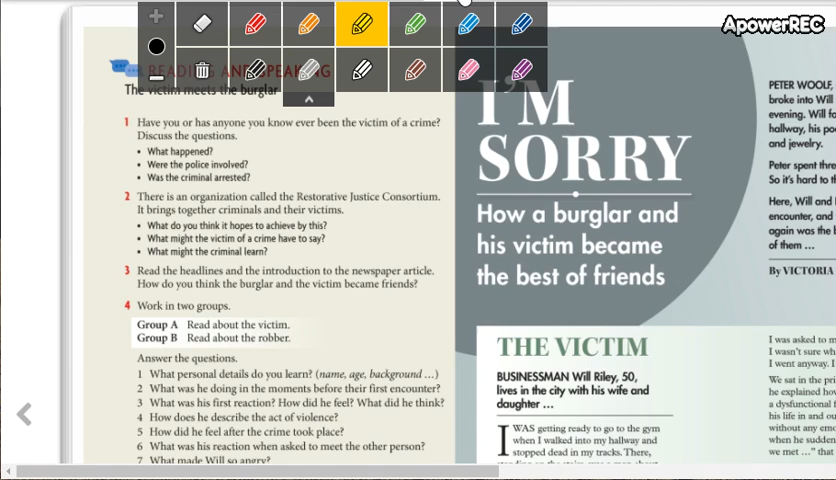 ApowerREC
READING AND SPEAKING
The victim meets the burglar
1 Have you or has anyone you know ever been the victim of a crime?
Discuss the questions.
• What happened?
• Were the police involved?
• Was the criminal arrested?
2 There is an organization called the Restorative Justice Consortium.
It brings together criminals and their victims.
• What do you think it hopes to achieve by this?
• What might the victim of a crime have to say?
• What might the criminal learn?
3 Read the headlines and the introduction to the newspaper article.
How do you think the burglar and the victim became friends?
4 Work in two groups.
Group A Read about the victim.
Group B Read about the robber.
Answer the questions.
1 What personal details do you learn? (name, age, background ...)
2 What was he doing in the moments before their first encounter?
3 What was his first reaction? How did he feel? What did he think?
4 How does he describe the act of violence?
5 How did he feel after the crime took place?
6 What was his reaction when asked to meet the other person?
7 What made Will so angry?
I'M
SORRY
How a burglar and
his victim became
the best of friends
THE VICTIM
BUSINESSMAN Will Riley, 50,
lives in the city with his wife and
daughter ...
I WAS getting ready to go to the gym
when I walked into my hallway and
stopped dead in my tracks. There,
PETER WOOLF,
broke into Will
evening. Will fo
hallway, his po
and jewelry.
Peter spent thre
So it's hard to th
Here, Will and
encounter, and
again was the b
of them ...
By VICTORIA
I was asked to m
I wasn't sure wh
I went anyway. I
We sat in the pri
he explained how
a dysfunctional f
his life in and ou
without any emo
when he sudden
we met ..." that